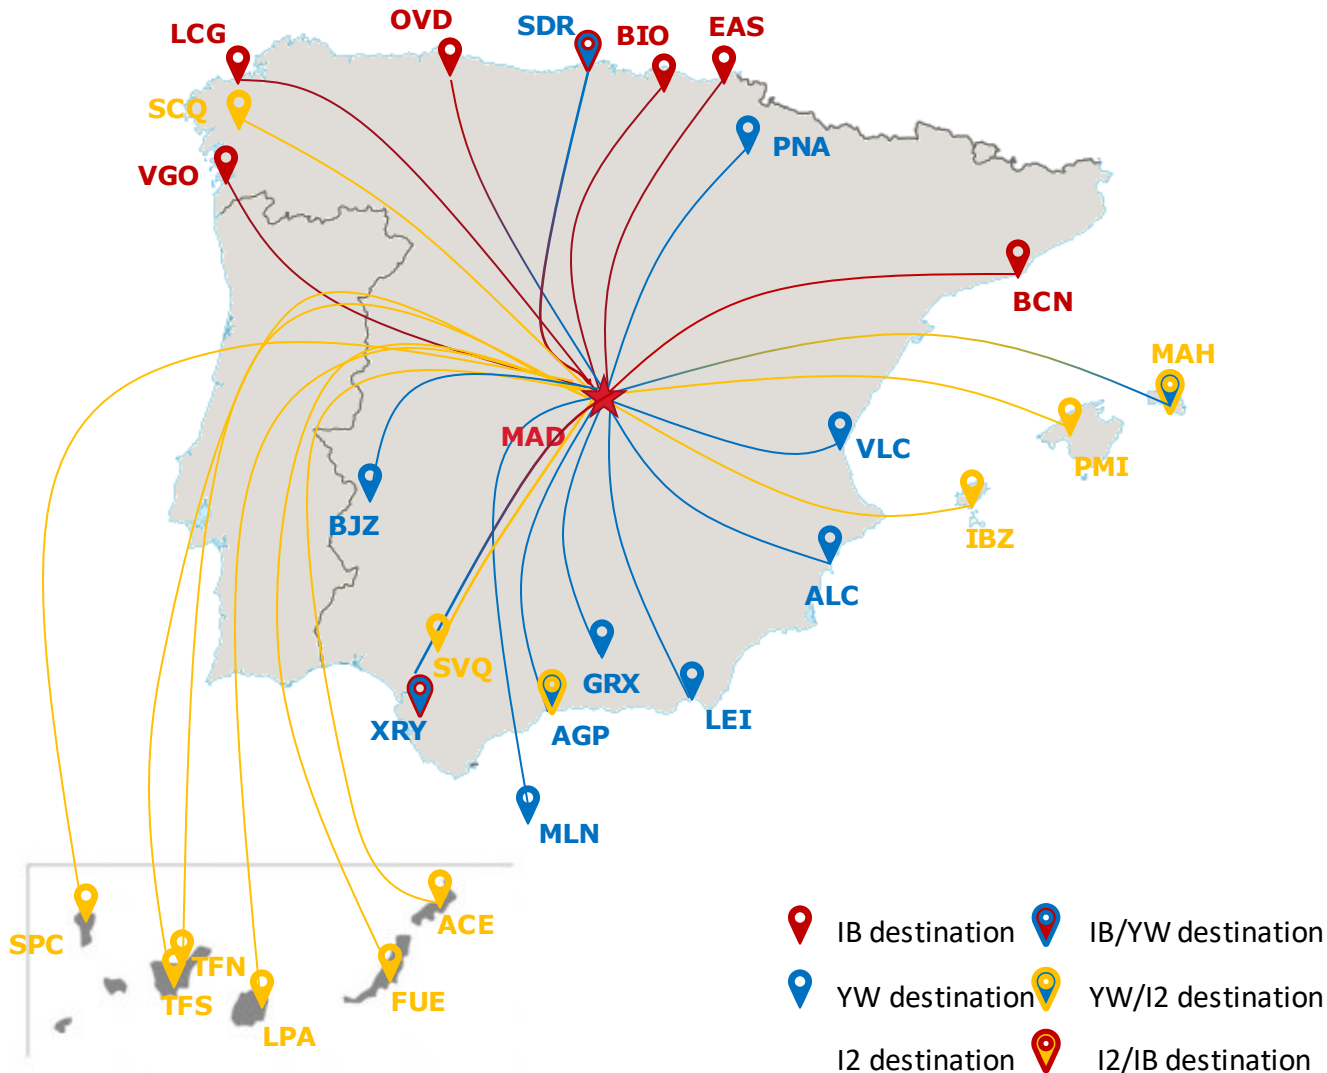 OVD
SDR
EAS
LCG
BIO
SCQ
PNA
VGO
BCN
MAH
MAD
VLC
PMI
BJZ
IBZ
ALC
SVQ
GRX
XRY
AGP
LEI
MLN
ACE
SPC
TFN
TFS
FUE
LPA
IB destination
IB/YW destination
YW destination
YW/I2 destination
I2 destination
I2/IB destination